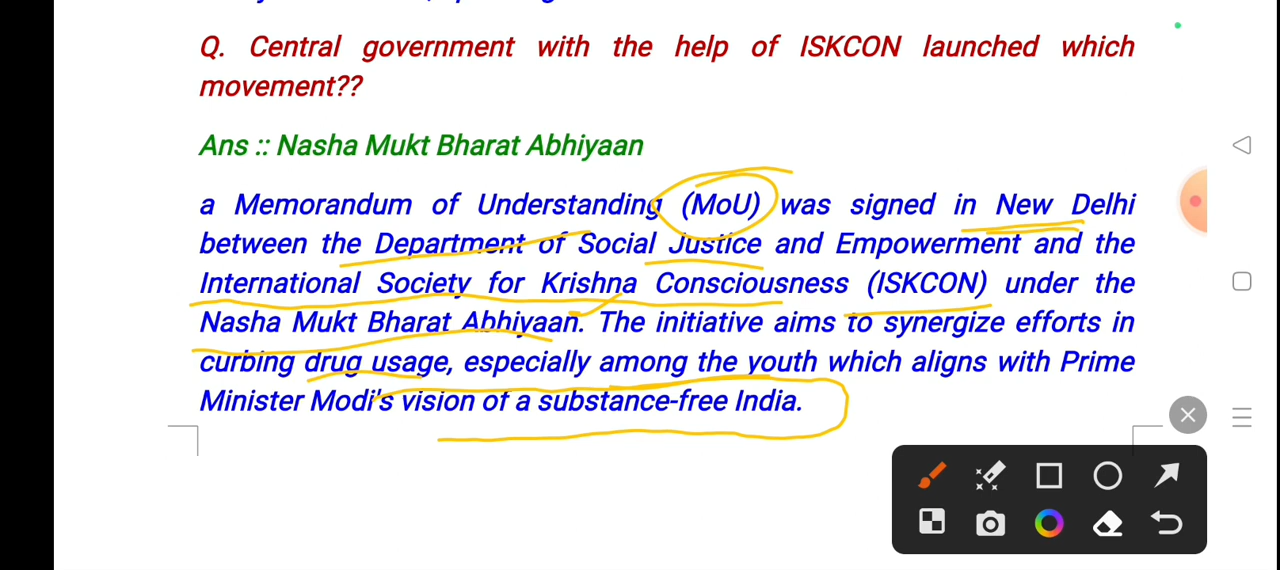 Q. Central government with the help of ISKCON launched which
movement??
Ans :: Nasha Mukt Bharat Abhiyaan
a Memorandum of Understanding (MoU) was signed in New Delhi
between the Department of Social Justice and Empowerment and the
International Society for Krishna Consciousness (ISKCON) under the
Nasha Mukt Bharat Abhiyaan. The initiative aims to synergize efforts in
curbing drug usage, especially among the youth which aligns with Prime
Minister Modi's vision of a substance-free India.